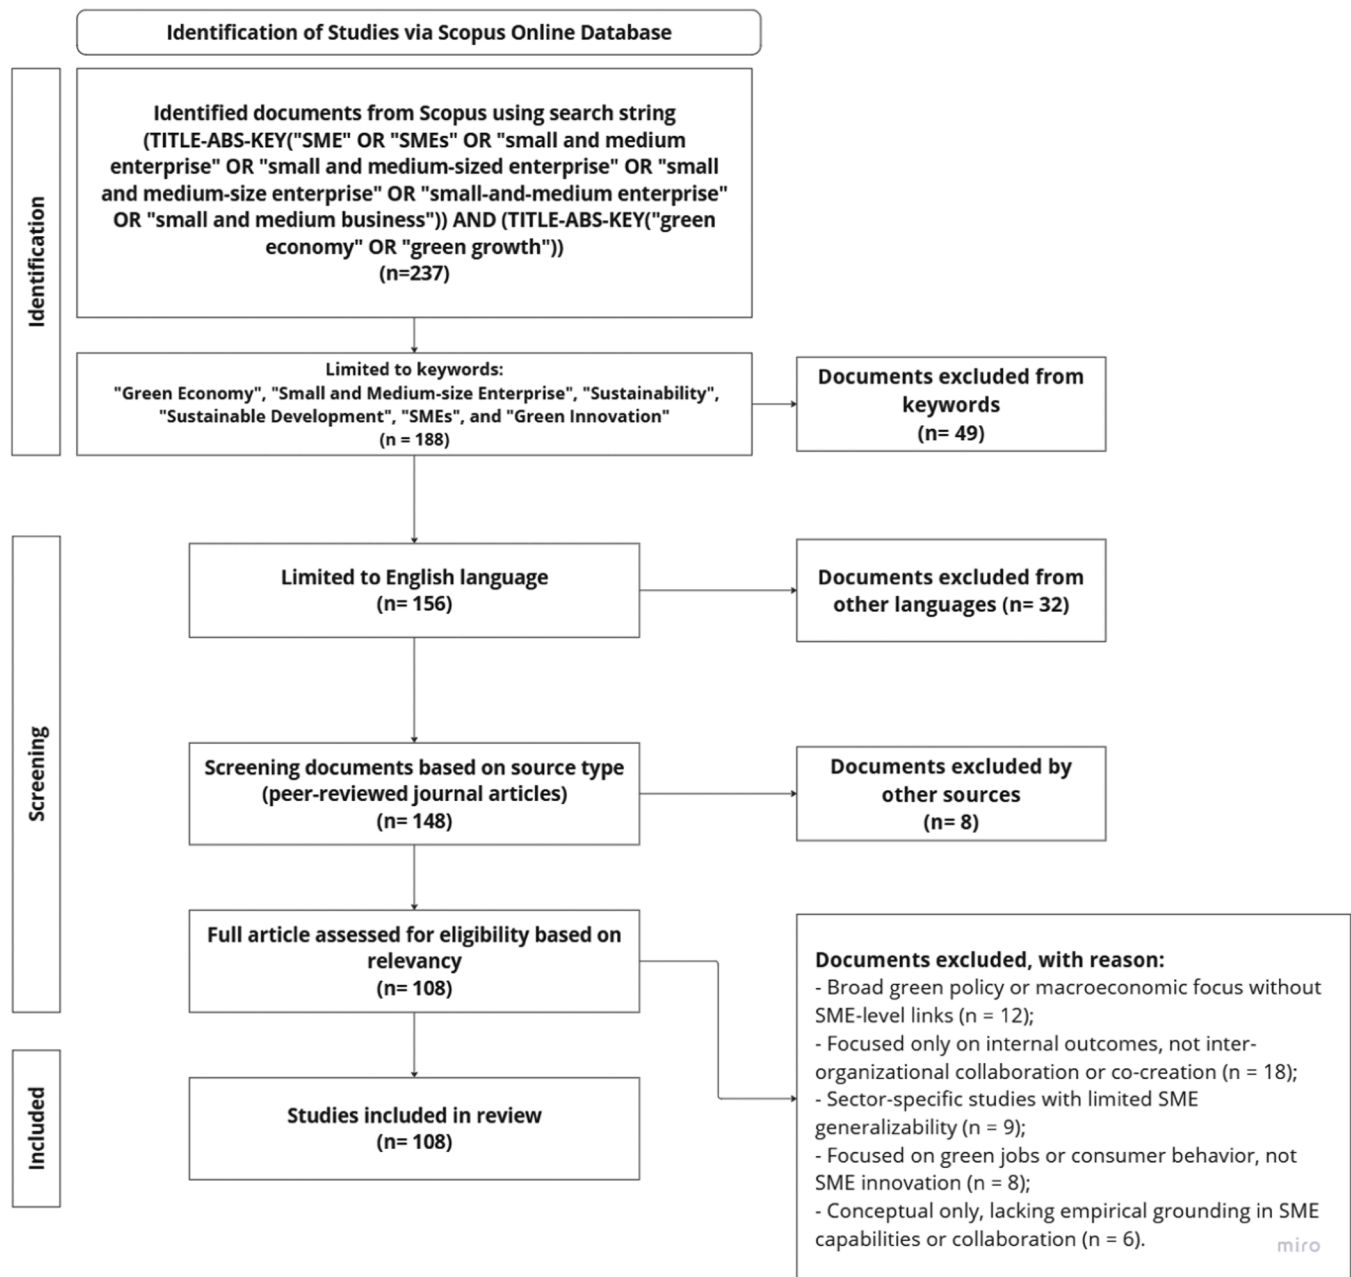 Identification of Studies via Scopus Online Database
Identification
Identified documents from Scopus using search string
(TITLE-ABS-KEY("SME" OR "SMEs" OR "small and medium
enterprise" OR "small and medium-sized enterprise" OR "small
and medium-size enterprise" OR "small-and-medium enterprise"
OR "small and medium business")) AND (TITLE-ABS-KEY("green
economy" OR "green growth"))
(n=237)
Limited to keywords:
"Green Economy", "Small and Medium-size Enterprise", "Sustainability",
"Sustainable Development", "SMEs", and "Green Innovation"
(n = 188)
Documents excluded from
keywords
(n= 49)
Screening
Limited to English language
(n= 156)
Documents excluded from
other languages (n= 32)
Screening documents based on source type
(peer-reviewed journal articles)
(n= 148)
Documents excluded by
other sources
(n= 8)
Full article assessed for eligibility based on
relevancy
(n= 108)
Documents excluded, with reason:
- Broad green policy or macroeconomic focus without
SME-level links (n = 12);
- Focused only on internal outcomes, not inter-
organizational collaboration or co-creation (n = 18);
- Sector-specific studies with limited SME
generalizability (n = 9);
- Focused on green jobs or consumer behavior, not
SME innovation (n = 8);
- Conceptual only, lacking empirical grounding in SME
capabilities or collaboration (n = 6).
Included
Studies included in review
(n= 108)
miro